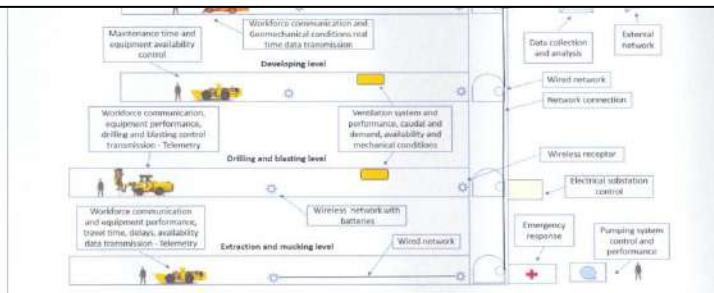 Workforce communication and
Geomechanical conditions real
time data transmission
Maintenance time and
equipment availability
control
Data collection
and analysis
External
network
Developing level
Wired network
Network connection
Workforce communication,
equipment performance,
drilling and blasting control
transmission - Telemetry
Ventilation system and
performance, caudal and
demand, availability and
mechanical conditions
Drilling and blasting level
Wireless receptor
Electrical substation
control
Workforce communication
and equipment performance,
travel time, delays, availability
data transmission - Telemetry
Wireless network with
batteries
Extraction and mucking level
Wired network
Emergency
response
Pumping system
control and
performance